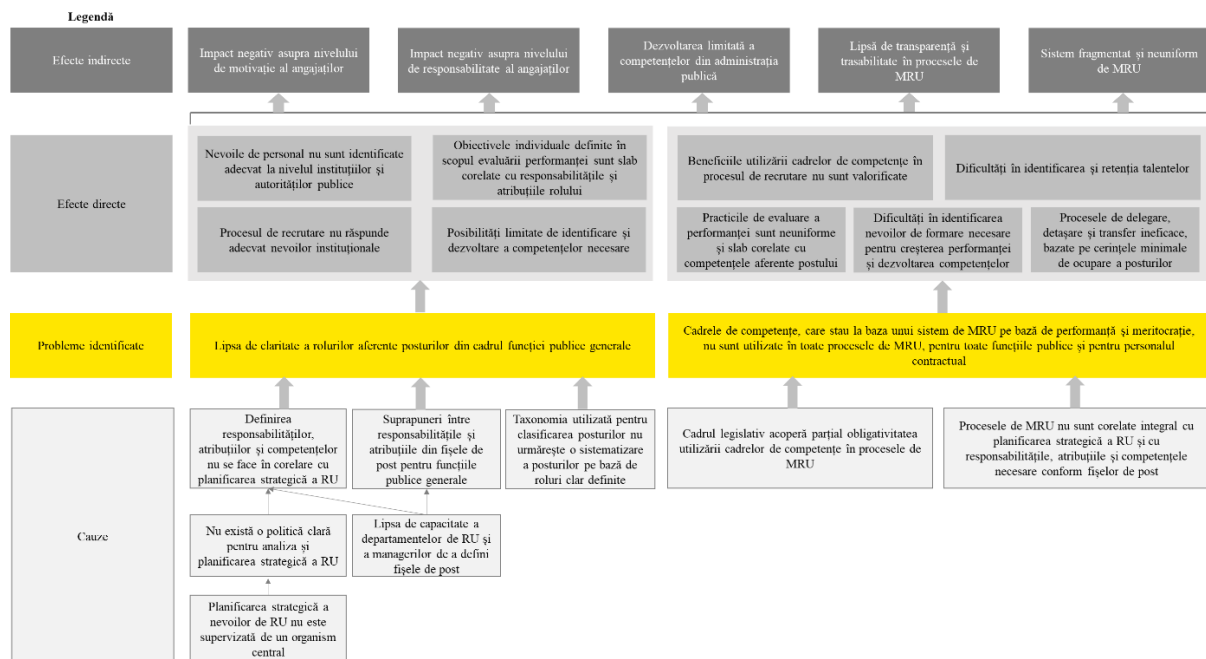 Legendă
Efecte indirecte
Impact negativ asupra nivelului
de motivație al angajaților
Impact negativ asupra nivelului
de responsabilitate al angajaților
Dezvoltarea limitată a
competențelor din administrația
publică
Lipsă de transparență și
trasabilitate în procesele de
MRU
Sistem fragmentat și neuniform
de MRU
Efecte directe
Nevoile de personal nu sunt identificate
adecvat la nivelul instituțiilor și
autorităților publice
Obiectivele individuale definite în
scopul evaluării performanței sunt slab
corelate cu responsabilitățile și
atribuțiile rolului
Procesul de recrutare nu răspunde
adecvat nevoilor instituționale
Posibilități limitate de identificare și
dezvoltare a competențelor necesare
Beneficiile utilizării cadrelor de competențe în
procesul de recrutare nu sunt valorificate
Dificultăți în identificarea și retenția talentelor
Practicile de evaluare a
performanței sunt neuniforme
și slab corelate cu
competențele aferente postului
Dificultăți în identificarea
nevoilor de formare necesare
pentru creșterea performanței
și dezvoltarea competențelor
Procesele de delegare,
detașare și transfer ineficace,
bazate pe cerințele minimale
de ocupare a posturilor
Probleme identificate
Lipsa de claritate a rolurilor aferente posturilor din cadrul funcției publice generale
Cadrele de competențe, care stau la baza unui sistem de MRU pe bază de performanță și meritocrație,
nu sunt utilizate în toate procesele de MRU, pentru toate funcțiile publice și pentru personalul
contractual
Cauze
Definirea
responsabilităților,
atribuțiilor și competențelor
nu se face în corelare cu
planificarea strategică a RU
Suprapuneri între
responsabilitățile și
atribuțiile din fișele de
post pentru funcțiile
publice generale
Taxonomia utilizată pentru
clasificarea posturilor nu
urmărește o sistematizare
a posturilor pe bază de
roluri clar definite
Cadrul legislativ acoperă parțial obligativitatea
utilizării cadrelor de competențe în procesele de
MRU
Procesele de MRU nu sunt corelate integral cu
planificarea strategică a RU și cu
responsabilitățile, atribuțiile și competențele
necesare conform fișelor de post
Nu există o politică clară
pentru analiza și
planificarea strategică a RU
Lipsa de capacitate a
departamentelor de RU și
a managerilor de a defini
fișele de post
Planificarea strategică a
nevoilor de RU nu este
supervizată de un organism
central